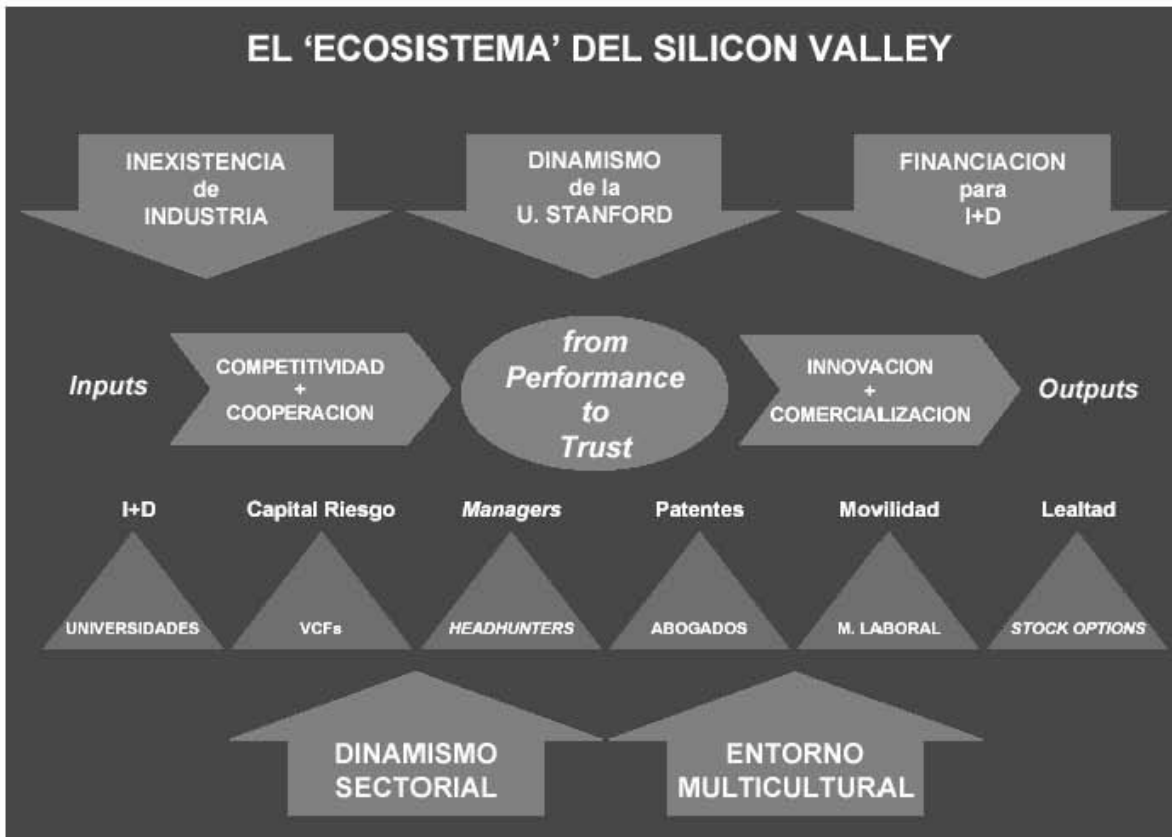 EL ‘ECOSISTEMA’ DEL SILICON VALLEY
INEXISTENCIA
de
INDUSTRIA
DINAMISMO
de la
U. STANFORD
FINANCIACION
para
I+D
Inputs
COMPETITIVIDAD
+
COOPERACION
from
Performance
to
Trust
INNOVACION
+
COMERCIALIZACION
Outputs
I+D
Capital Riesgo
Managers
Patentes
Movilidad
Lealtad
UNIVERSIDADES
VCFs
HEADHUNTERS
ABOGADOS
M. LABORAL
STOCK OPTIONS
DINAMISMO
SECTORIAL
ENTORNO
MULTICULTURAL